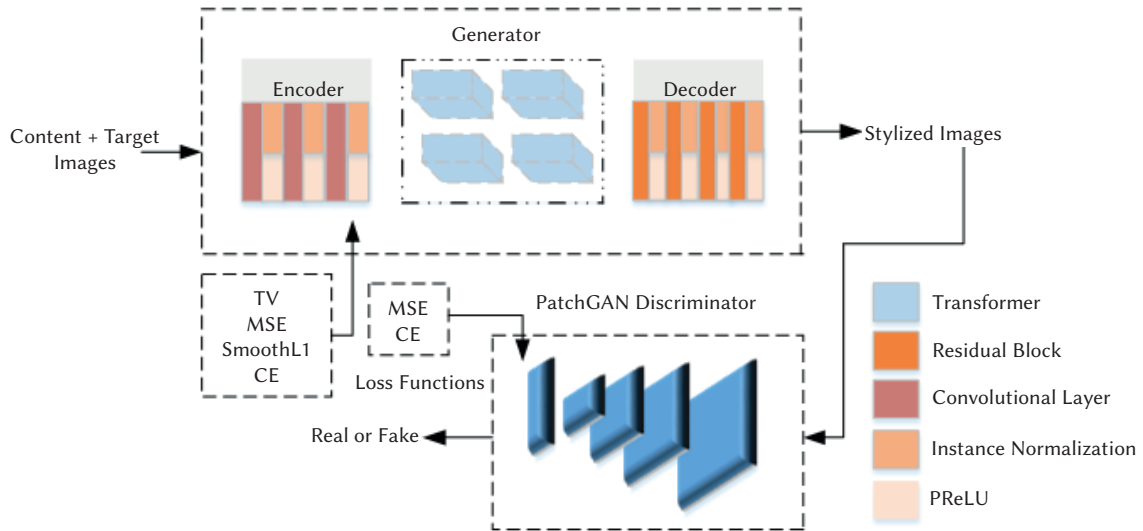 Generator
Encoder
Decoder
Content + Target
Images
Stylized Images
TV
MSE
SmoothL1
CE
MSE
CE
Loss Functions
PatchGAN Discriminator
Real or Fake
Transformer
Residual Block
Convolutional Layer
Instance Normalization
PReLU